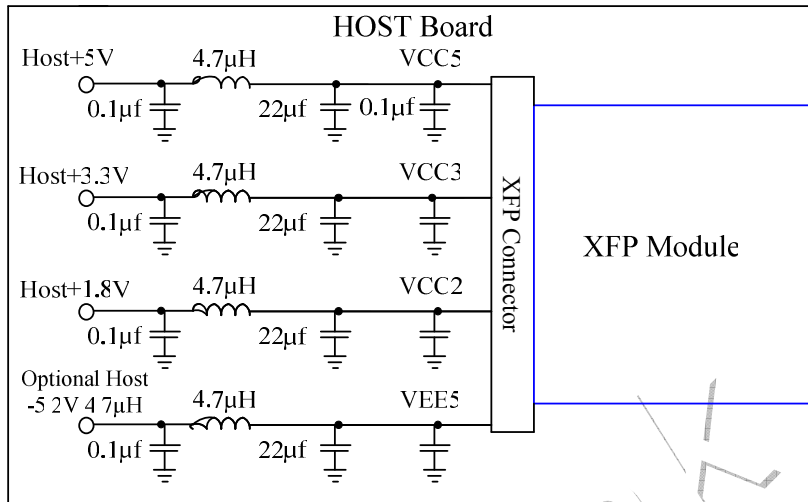 HOST Board
Host+5V 4.7μH VCC5
0.1μf 22μf 0.1μf
Host+3.3V 4.7μH VCC3
0.1μf 22μf
Host+1.8V 4.7μH VCC2
0.1μf 22μf
Optional Host
-5 2V 4 7μH 4.7μH VEE5
0.1μf 22μf
XFP Connector
XFP Module